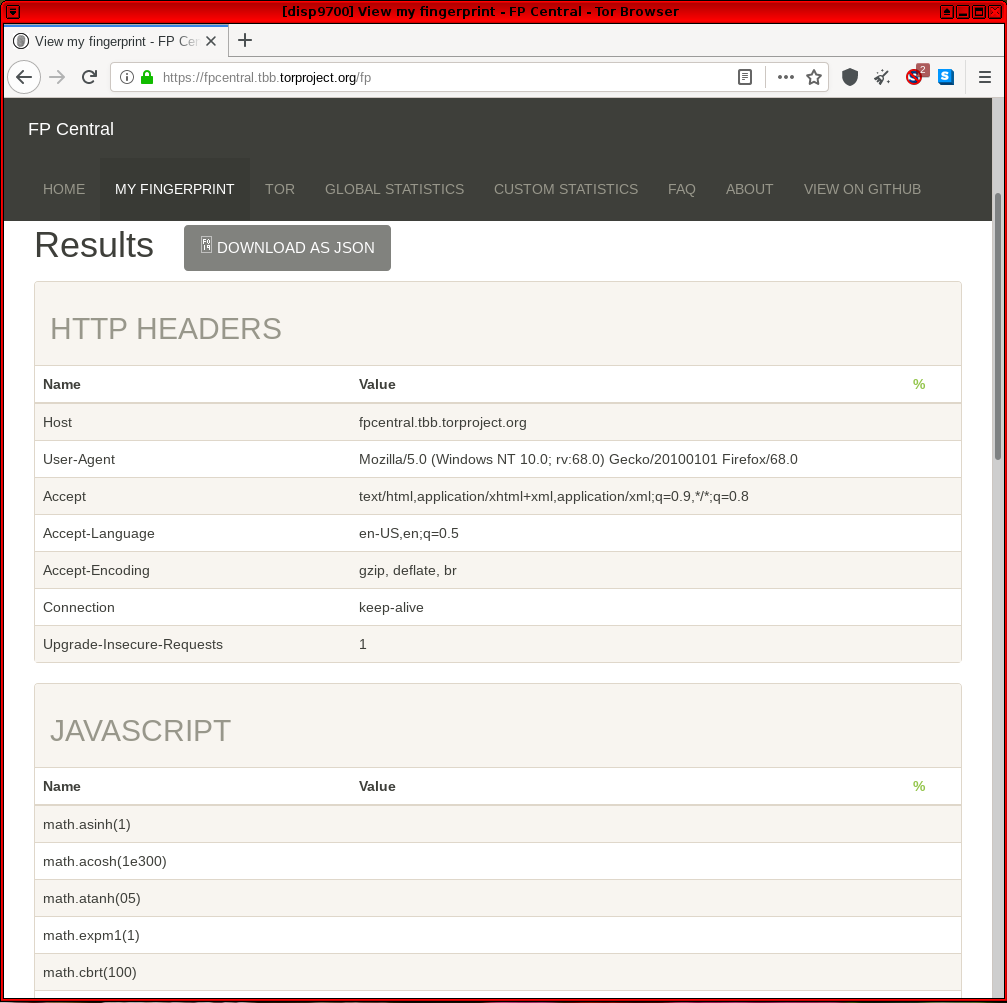 [disp9700] View my fingerprint - FP Central - Tor Browser
View my fingerprint - FP Cen
https://fpcentral.tbb.torproject.org/fp
2
S
S
FP Central
HOME MY FINGERPRINT TOR GLOBAL STATISTICS CUSTOM STATISTICS FAQ ABOUT VIEW ON GITHUB
Results
F0
19
DOWNLOAD AS JSON
HTTP HEADERS
Name Value %
Host fpcentral.tbb.torproject.org
User-Agent Mozilla/5.0 (Windows NT 10.0; rv:68.0) Gecko/20100101 Firefox/68.0
Accept text/html,application/xhtml+xml,application/xml;q=0.9,*/*;q=0.8
Accept-Language en-US,en;q=0.5
Accept-Encoding gzip, deflate, br
Connection keep-alive
Upgrade-Insecure-Requests 1
JAVASCRIPT
Name Value %
math.asinh(1)
math.acosh(1e300)
math.atanh(05)
math.expm1(1)
math.cbrt(100)